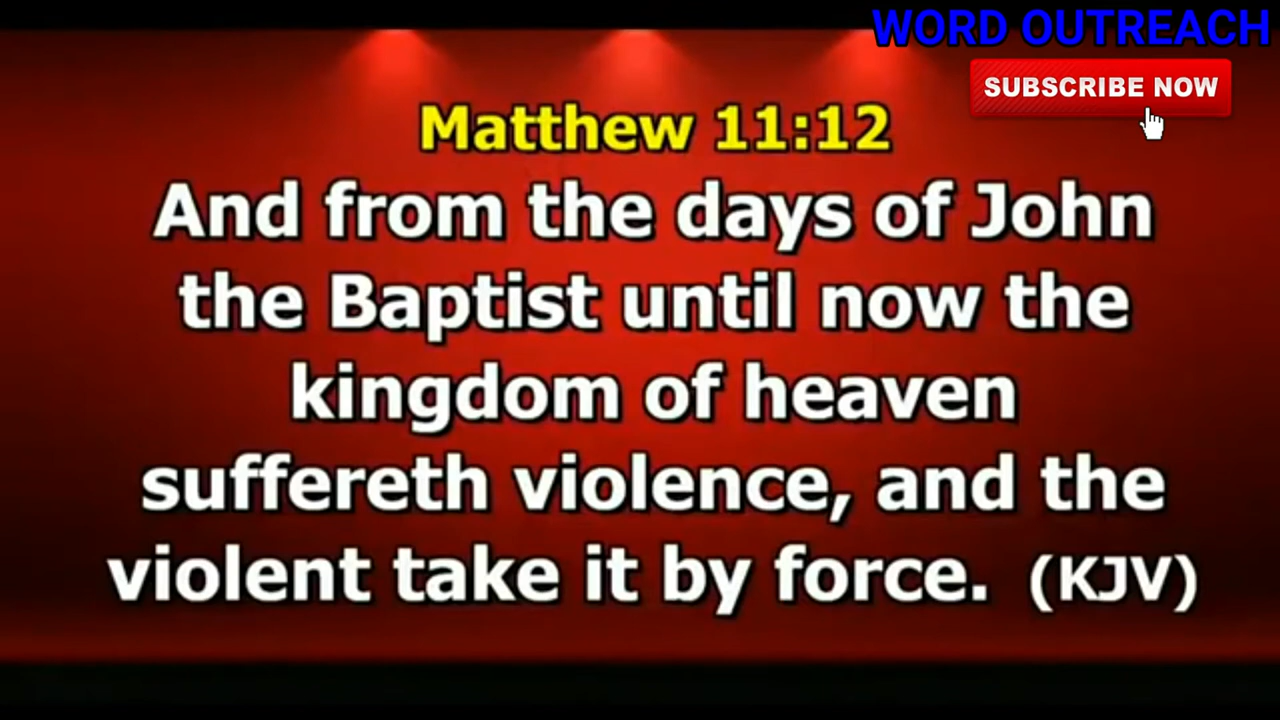 WORD OUTREACH
SUBSCRIBE NOW
Matthew 11:12
And from the days of John
the Baptist until now the
kingdom of heaven
suffereth violence, and the
violent take it by force. (KJV)